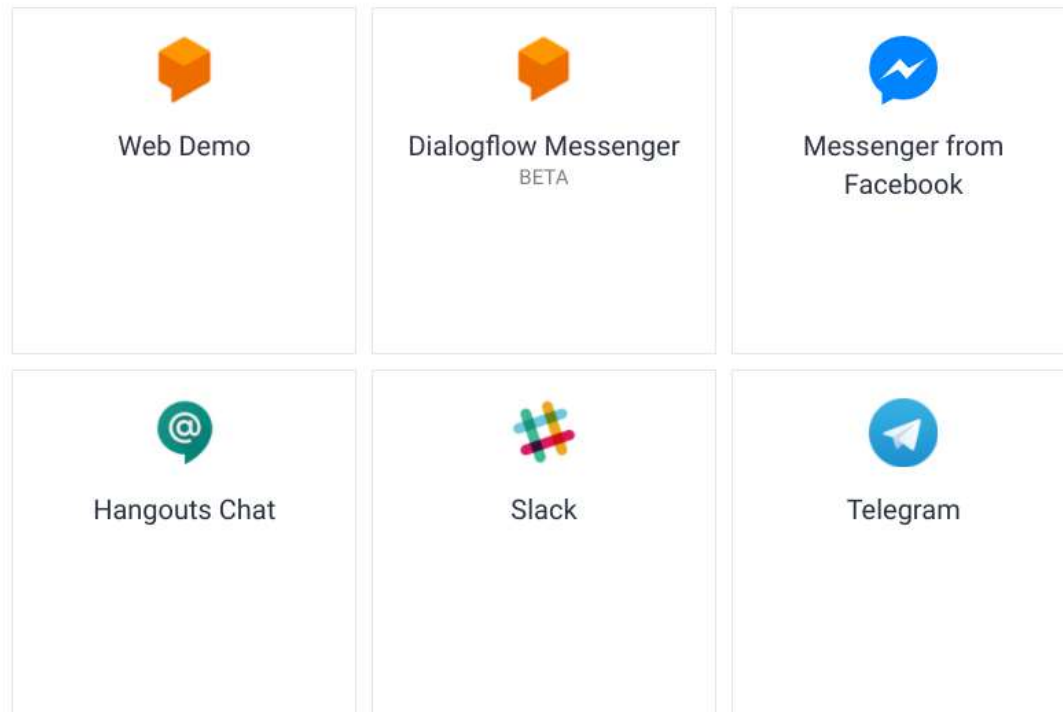 Web Demo
Dialogflow Messenger
BETA
Messenger from
Facebook
Hangouts Chat
Slack
Telegram